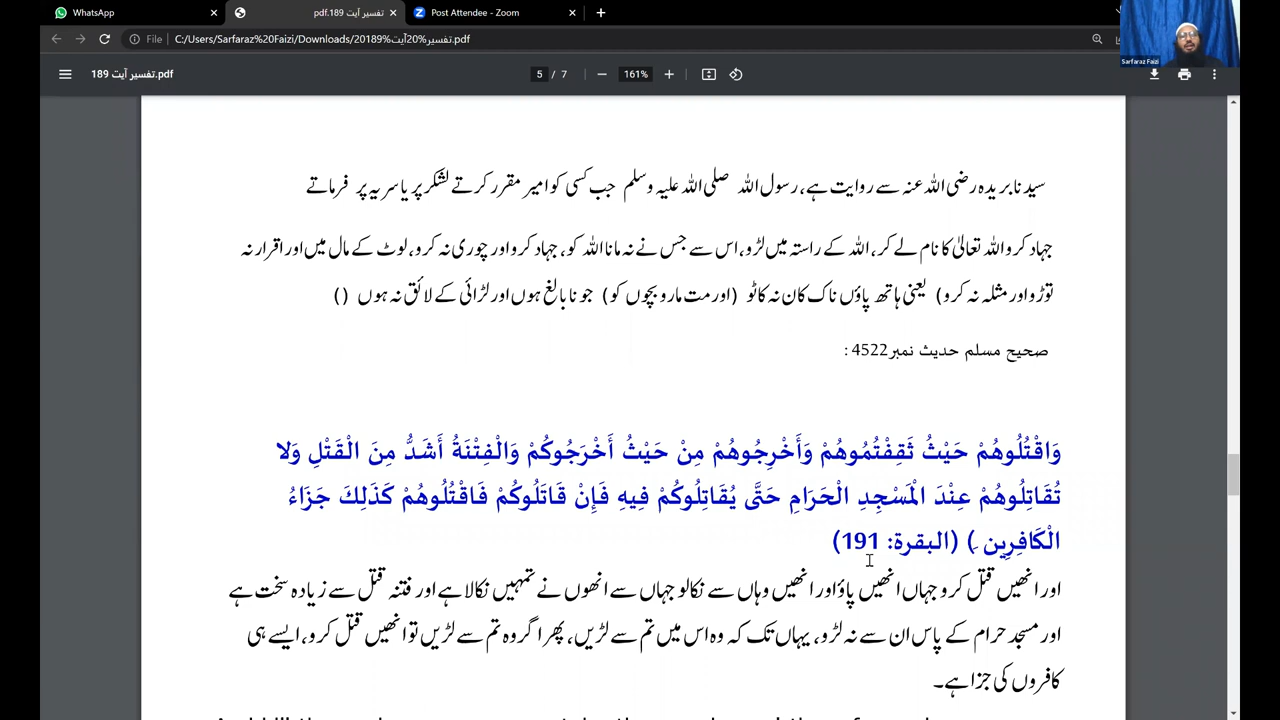 WhatsApp
تفسیر آیت 189.pdf
Post Attendee - Zoom
File
C:/Users/Sarfaraz%20Faizi/Downloads/20189%تفسیر%20آیت.pdf
تفسیر آیت 189.pdf
5 / 7
161%
Sarfaraz Faizi
سیدنا بریدہ رضی اللہ عنہ سے روایت ہے، رسول اللہ صلی اللہ علیہ وسلم جب کسی کو امیر مقرر کرتے لشکر پر یا سریہ پر فرماتے
جہاد کرو اللہ تعالیٰ کا نام لے کر، اللہ کے راستہ میں لڑو، اس سے جس نے نہ مانا اللہ کو، جہاد کرو اور چوری نہ کرو، لوٹ کے مال میں اور اقرار نہ
توڑو اور مثلہ نہ کرو) یعنی ہاتھ پاؤں ناک کان نہ کاٹو (اور مت مارو بچوں کو) جو نابالغ ہوں اور لڑائی کے لائق نہ ہوں ()
صحیح مسلم حدیث نمبر4522 :
وَاقْتُلُوهُمْ حَيْثُ ثَقِفْتُمُوهُمْ وَأَخْرِجُوهُمْ مِنْ حَيْثُ أَخْرَجُوكُمْ وَالْفِتْنَةُ أَشَدُّ مِنَ الْقَتْلِ وَلا
تُقَاتِلُوهُمْ عِنْدَ الْمَسْجِدِ الْحَرَامِ حَتَّى يُقَاتِلُوكُمْ فِيهِ فَإِنْ قَاتَلُوكُمْ فَاقْتُلُوهُمْ كَذَلِكَ جَزَاءُ
الْكَافِرِين ۔) (البقرة: 191)
اور انھیں قتل کرو جہاں انھیں پاؤ اور انھیں وہاں سے نکالو جہاں سے انھوں نے تمہیں نکالا ہے اور فتنہ قتل سے زیادہ سخت ہے
اور مسجد حرام کے پاس ان سے نہ لڑو، یہاں تک کہ وہ اس میں تم سے لڑیں، پھر اگر وہ تم سے لڑیں تو انھیں قتل کرو، ایسے ہی
کافروں کی جزا ہے۔